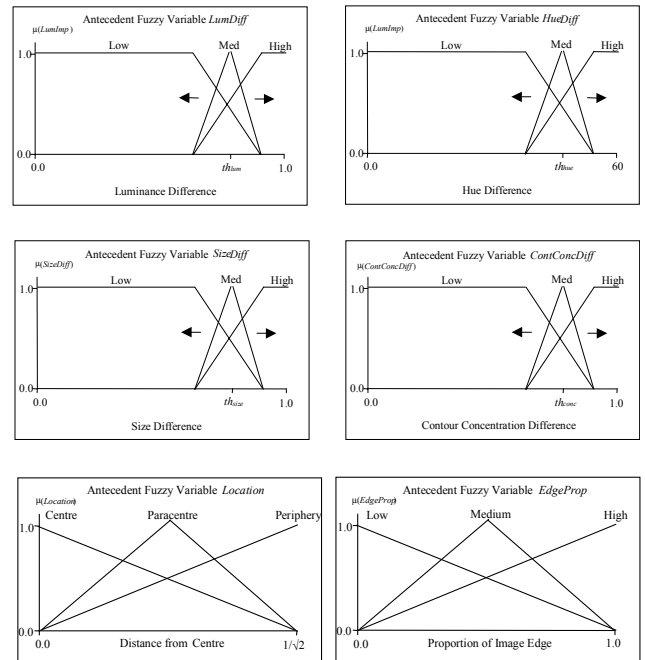 Antecedent Fuzzy Variable LumDiff
μ(LumImp)
Low Med High
1.0
0.0
0.0 thlum 1.0
Luminance Difference
Antecedent Fuzzy Variable HueDiff
μ(LumImp)
Low Med High
1.0
0.0
0.0 thhue 60
Hue Difference
Antecedent Fuzzy Variable SizeDiff
μ(SizeDiff)
Low Med High
1.0
0.0
0.0 thsize 1.0
Size Difference
Antecedent Fuzzy Variable ContConcDiff
μ(ContConcDiff)
Low Med High
1.0
0.0
0.0 thconc 1.0
Contour Concentration Difference
Antecedent Fuzzy Variable Location
μ(Location)
Centre Paracentre Periphery
1.0
0.0
0.0 Distance from Centre 1/√2
Antecedent Fuzzy Variable EdgeProp
μ(EdgeProp)
Low Medium High
1.0
0.0
0.0 Proportion of Image Edge 1.0